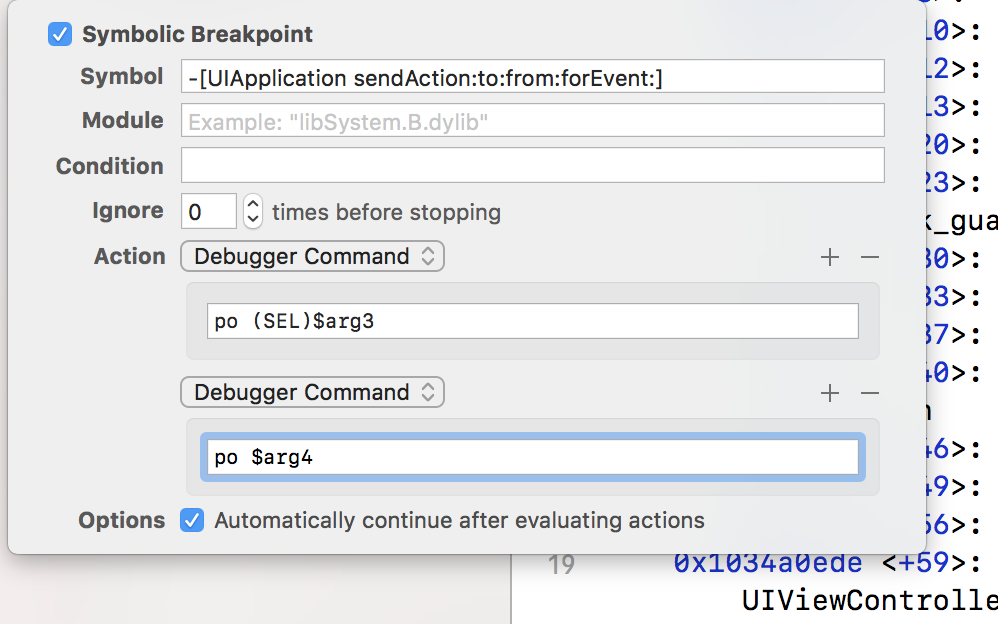 Symbolic Breakpoint
Symbol -[UIApplication sendAction:to:from:forEvent:]
Module Example: "libSystem.B.dylib"
Condition
Ignore 0 times before stopping
Action Debugger Command
po (SEL)$arg3
Debugger Command
po $arg4
Options Automatically continue after evaluating actions
10>:
12>:
13>:
20>:
23>:
k_gua
30>:
33>:
37>:
40>:
46>:
49>:
56>:
19 0x1034a0ede <+59>:
UIViewControlle